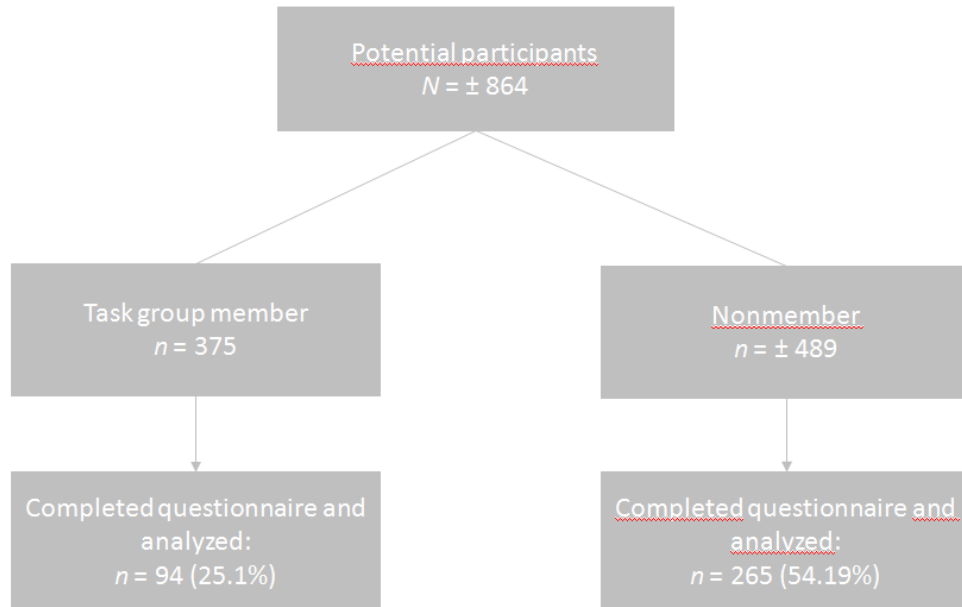 Potential participants
N = ± 864
Task group member
n = 375
Nonmember
n = ± 489
Completed questionnaire and
analyzed:
n = 94 (25.1%)
Completed questionnaire and
analyzed:
n = 265 (54.19%)